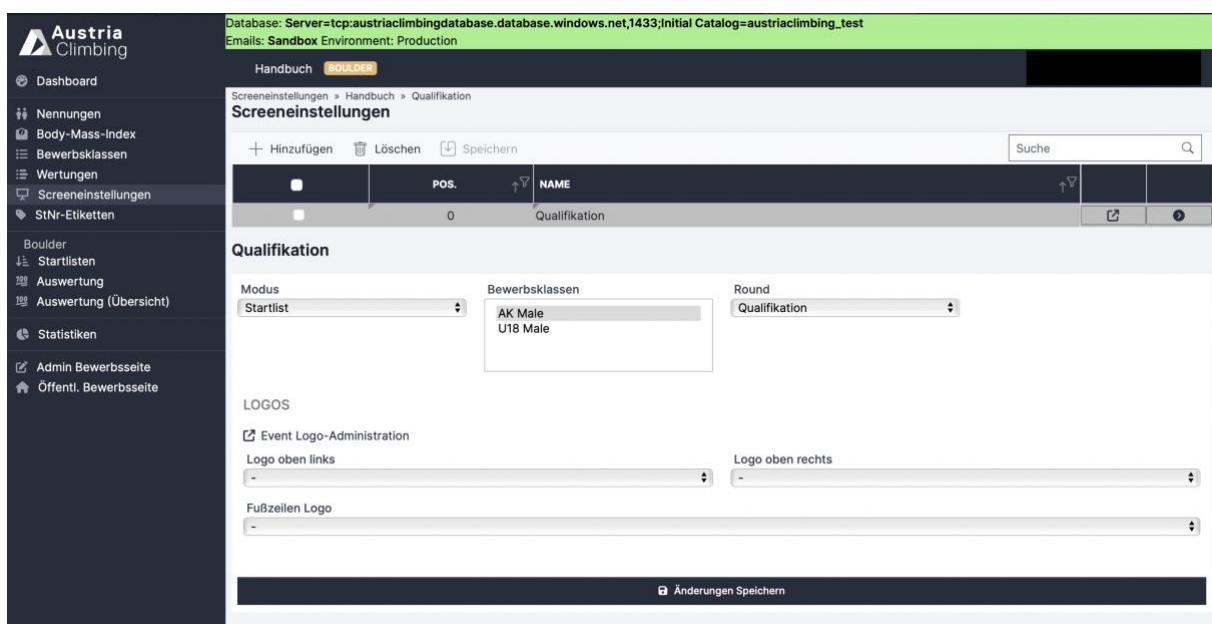 Austria
Climbing
Dashboard
Nennungen
Body-Mass-Index
Bewerbsklassen
Wertungen
Screeneinstellungen
StNr-Etiketten
Boulder
Startlisten
Auswertung
Auswertung (Übersicht)
Statistiken
Admin Bewerbsseite
Öffentl. Bewerbsseite
Database: Server=tcp:austriaclimbingdatabase.database.windows.net,1433;Initial Catalog=austriaclimbing_test
Emails: Sandbox Environment: Production
Handbuch BOULDER
Screeneinstellungen » Handbuch » Qualifikation
Screeneinstellungen
Hinzufügen Löschen Speichern Suche
POS. NAME
0 Qualifikation
Qualifikation
Modus Bewerbsklassen Round
Startlist AK Male Qualifikation
U18 Male
LOGOS
Event Logo-Administration
Logo oben links Logo oben rechts
- -
Fußzeilen Logo
-
Änderungen Speichern